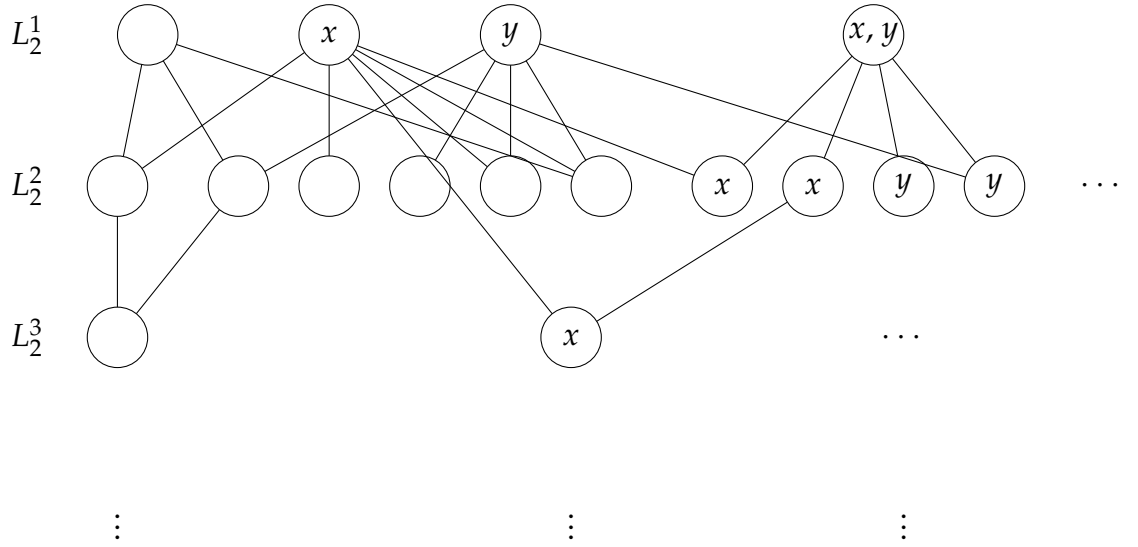 L_2^1 x y x, y
L_2^2 x x y y ⋯
L_2^3 x ⋯
⋮ ⋮ ⋮